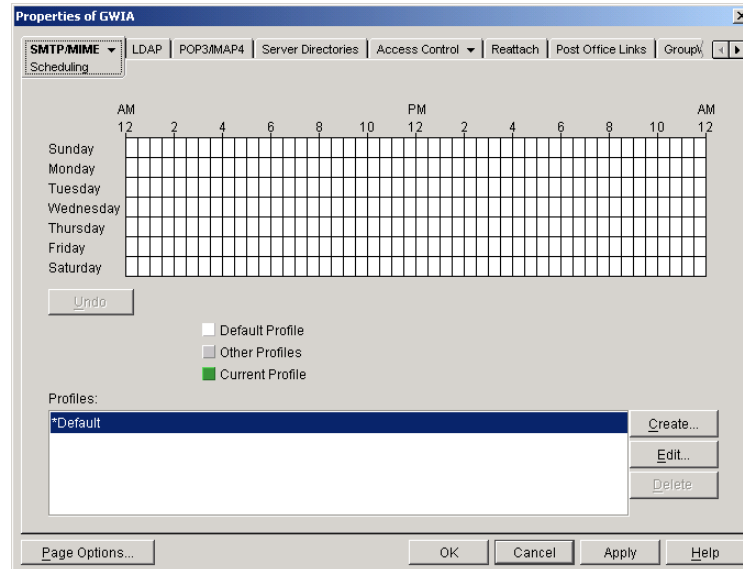 Properties of GWIA
SMTP/MIME LDAP POP3/IMAP4 Server Directories Access Control Reattach Post Office Links
Scheduling
AM PM AM
12 2 4 6 8 10 12 2 4 6 8 10 12
Sunday
Monday
Tuesday
Wednesday
Thursday
Friday
Saturday
Undo
Default Profile
Other Profiles
Current Profile
Profiles:
*Default
Create...
Edit...
Delete
Page Options... OK Cancel Apply Help